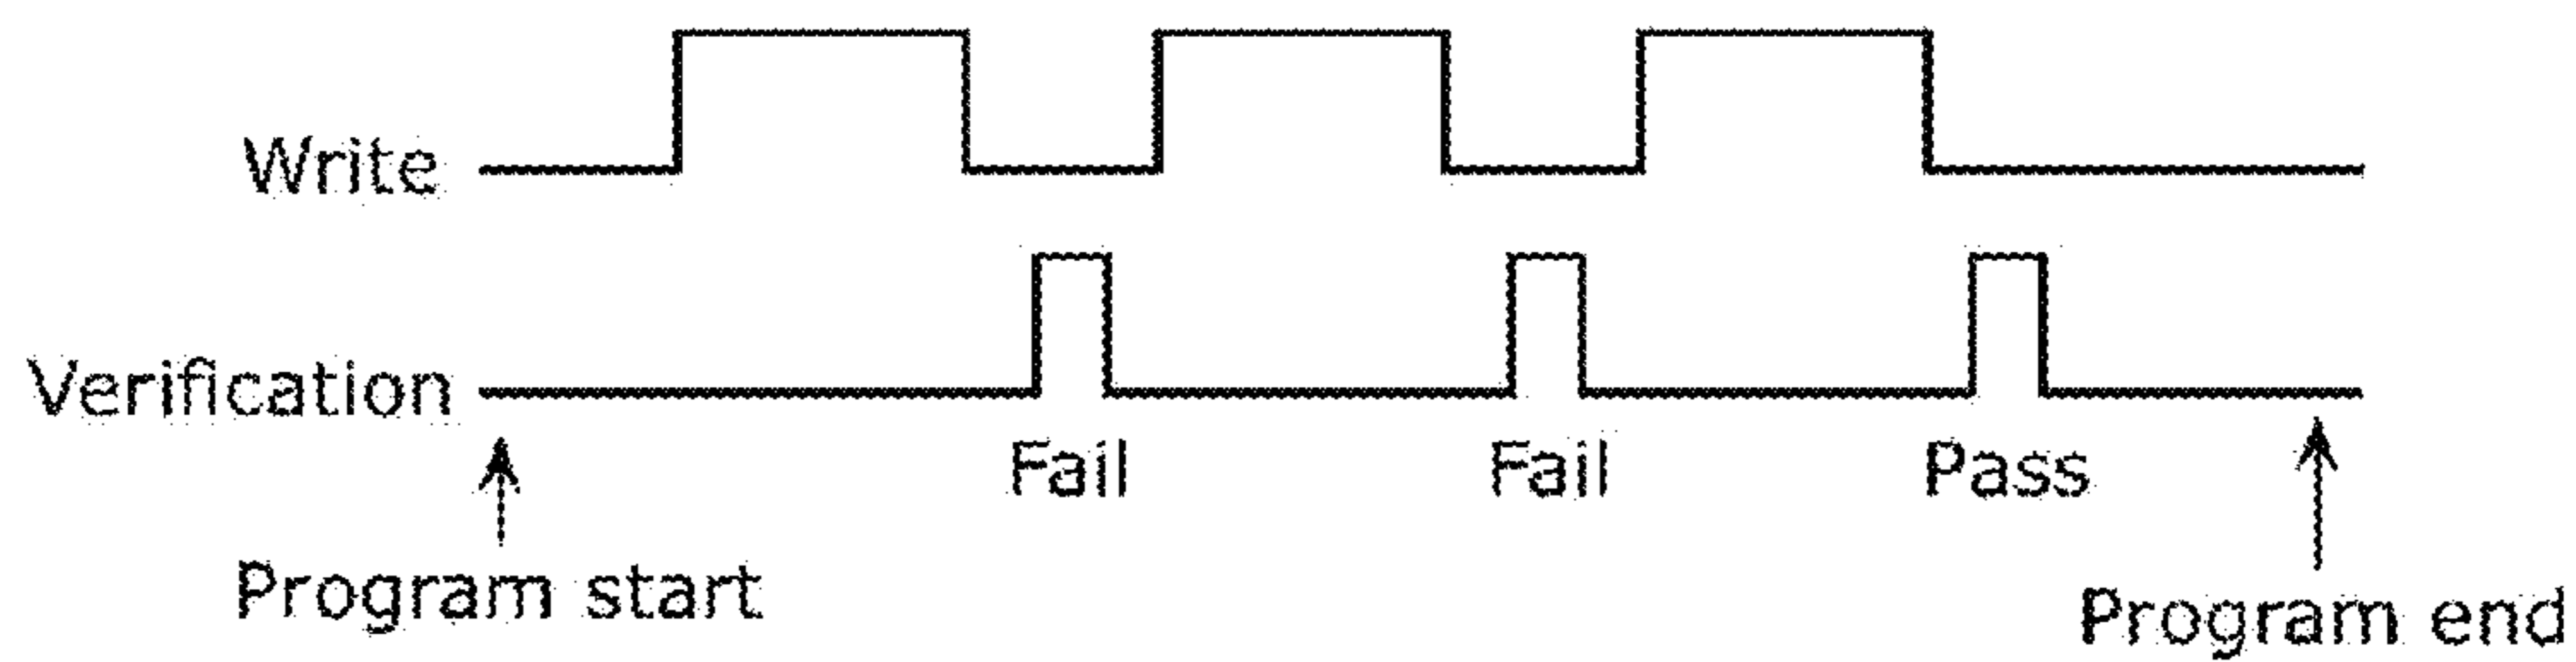 Write
Verification
Fail Fail Pass
Program start
Program end